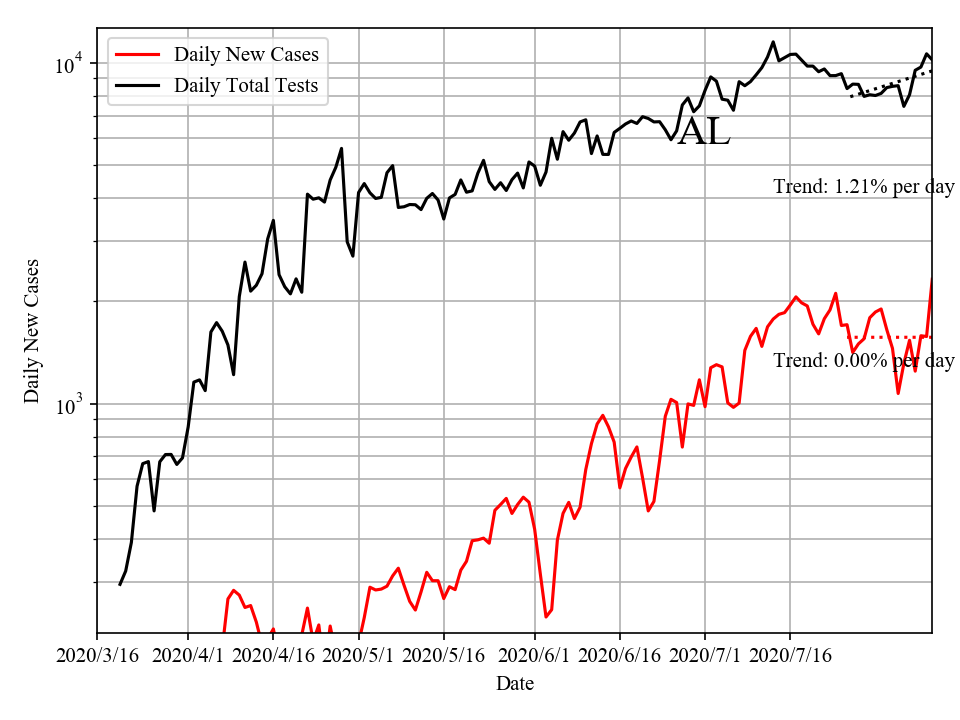 Daily New Cases
Daily Total Tests
AL
Trend: 1.21% per day
Trend: 0.00% per day
10^4
10^3
Daily New Cases
2020/3/16 2020/4/1 2020/4/16 2020/5/1 2020/5/16 2020/6/1 2020/6/16 2020/7/1 2020/7/16
Date